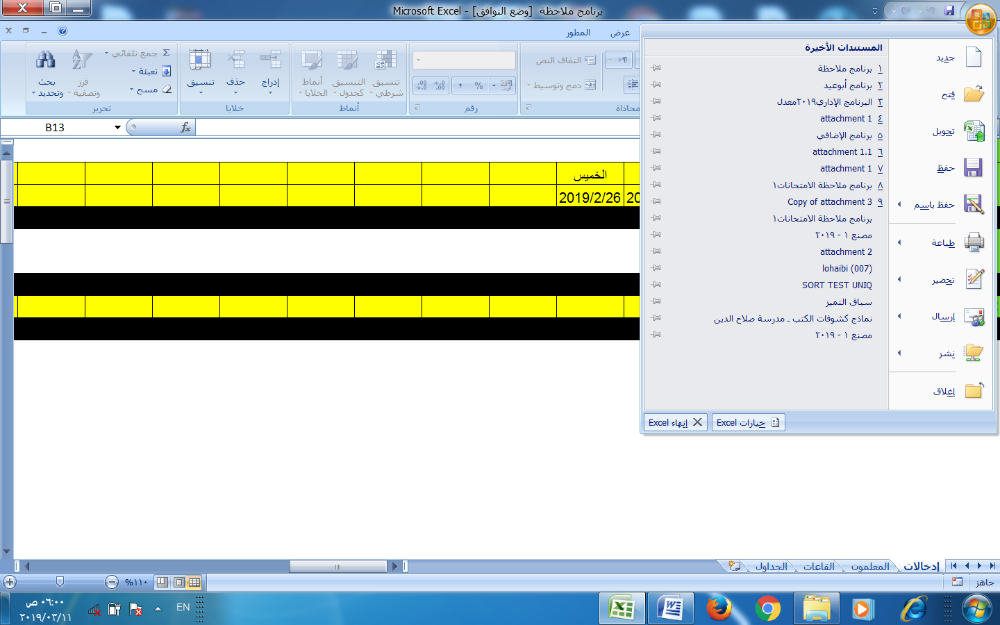 برنامج ملاحظة [وضع التوافق] - Microsoft Excel
عرض
المطور
التفاف النص
دمج وتوسيط
محاذاة
%
رقم
تنسيق شرطي
التنسيق كجدول
أنماط الخلايا
أنماط
إدراج
حذف
تنسيق
خلايا
Σ جمع تلقائي
تعبئة
مسح
فرز وتصفية
بحث وتحديد
تحرير
B13
fx
جديد
فتح
تحويل
حفظ
حفظ باسم
طباعة
تحضير
إرسال
نشر
إغلاق
المستندات الأخيرة
١ برنامج ملاحظة
٢ برنامج أبوعيد
٣ البرنامج الإداري٢٠١٩معدل
٤ attachment 1
٥ برنامج الإضافي
٦ attachment 1.1
٧ attachment 1
٨ برنامج ملاحظة الامتحانات١
٩ Copy of attachment 3
برنامج ملاحظة الامتحانات١
مصنع ١ - ٢٠١٩
attachment 2
lohaibi (007)
SORT TEST UNIQ
سباق التميز
نماذج كشوفات الكتب ـ مدرسة صلاح الدين
مصنع ١ - ٢٠١٩
خيارات Excel
إنهاء Excel
الخميس
2019/2/26
20
إدخالات
المعلمون
القاعات
الجداول
جاهز
%١١٠
EN
٠٦:٠٠ ص
٢٠١٩/٠٣/١١